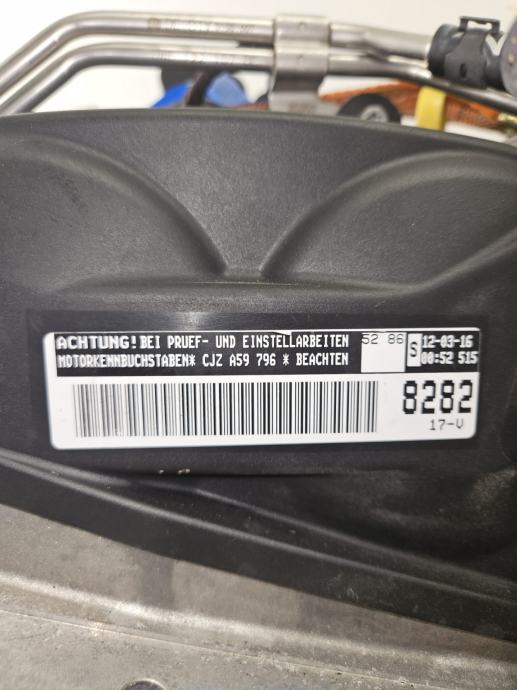 ACHTUNG! BEI PRUEF- UND EINSTELLARBEITEN
MOTORKENNBUCHSTABEN* CJZ A59 796 * BEACHTEN
52 86
S
12-03-16
00:52 515
8282
17-V